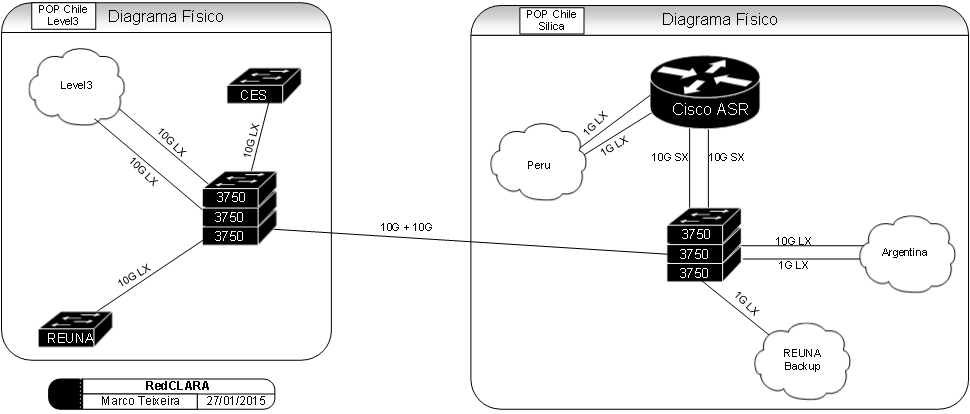 POP Chile
Level3
Diagrama Físico
Level3
CES
10G LX
10G LX
10G LX
3750
3750
3750
10G LX
REUNA
10G + 10G
POP Chile
Silica
Diagrama Físico
Cisco ASR
1G LX
1G LX
Peru
10G SX
10G SX
3750
3750
3750
10G LX
1G LX
Argentina
1G LX
REUNA
Backup
RedCLARA
Marco Teixeira
27/01/2015